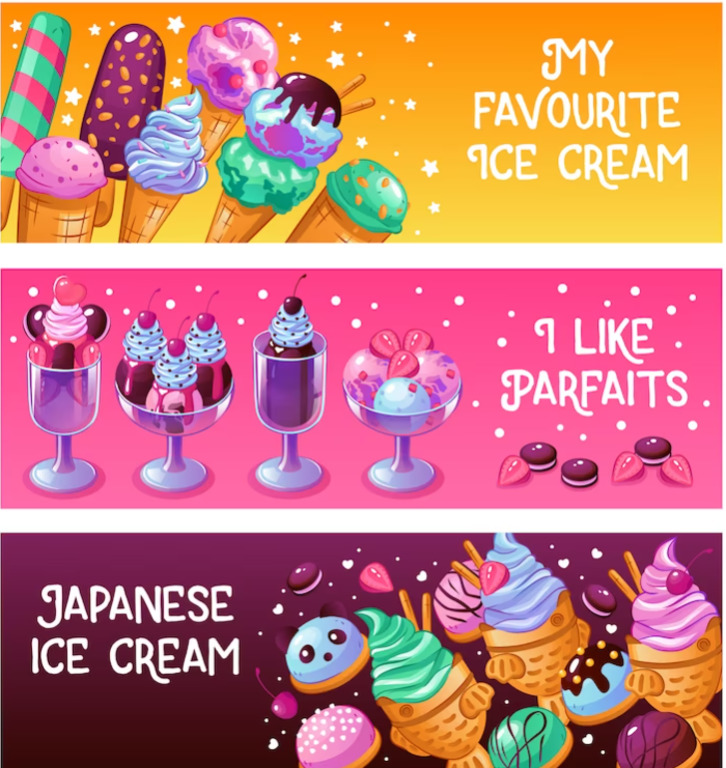 MY
FAVOURITE
ICE CREAM
I LIKE
PARFAITS
JAPANESE
ICE CREAM